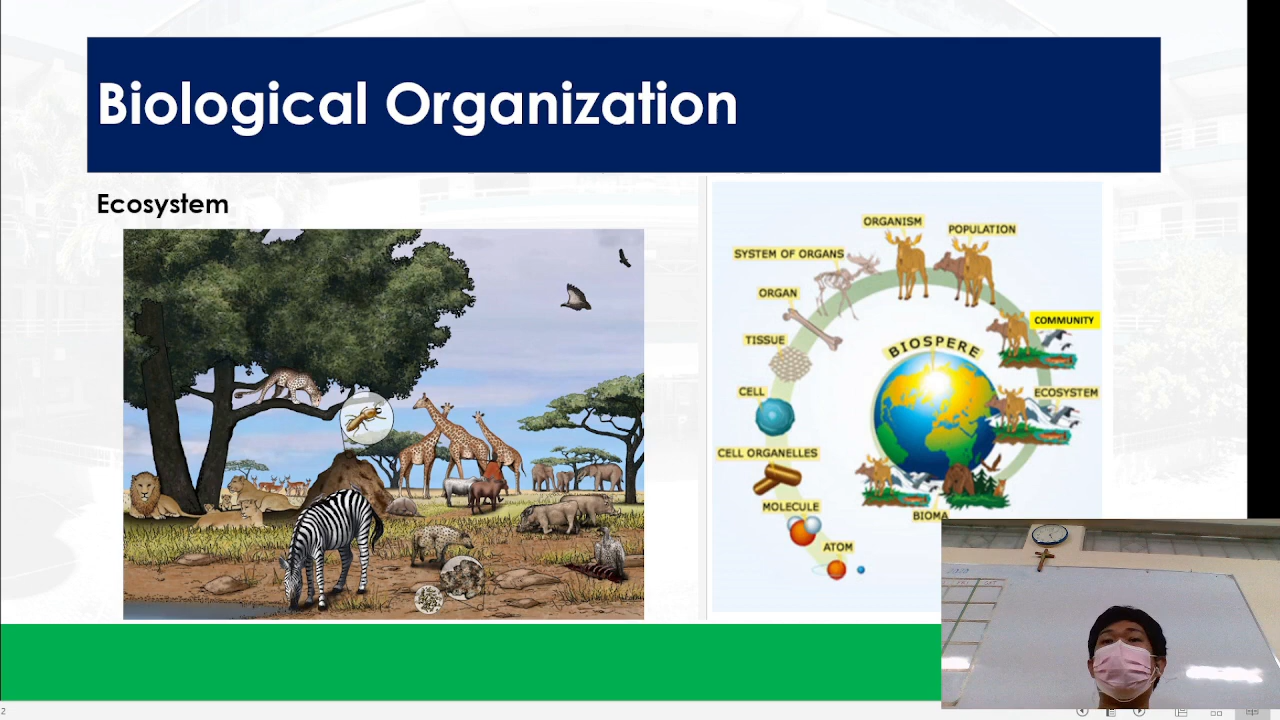 Biological Organization
Ecosystem
ORGANISM
POPULATION
SYSTEM OF ORGANS
ORGAN
COMMUNITY
TISSUE
BIOSPERE
CELL
ECOSYSTEM
CELL ORGANELLES
MOLECULE
BIOMA
ATOM
2